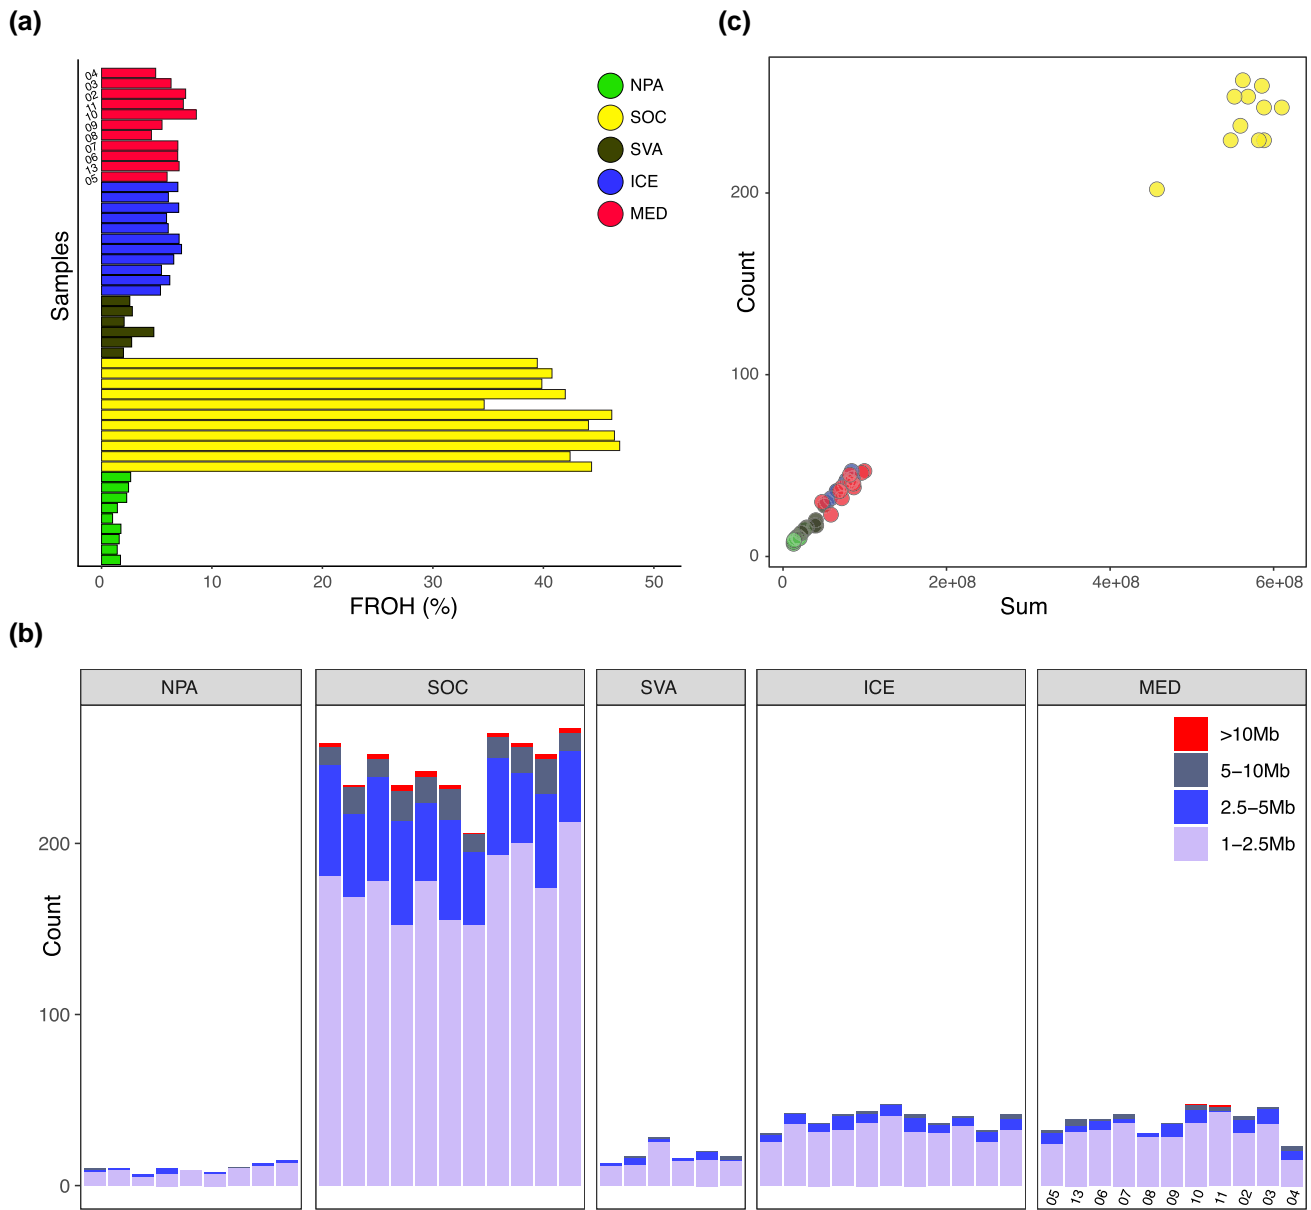 (a)
04
03
02
11
10
09
08
07
06
13
05
Samples
NPA
SOC
SVA
ICE
MED
0 10 20 30 40 50
FROH (%)
(c)
200
100
0
Count
0 2e+08 4e+08 6e+08
Sum
(b)
NPA SOC SVA ICE MED
>10Mb
5−10Mb
2.5−5Mb
1−2.5Mb
200
100
0
Count
05 13 06 07 08 09 10 11 02 03 04